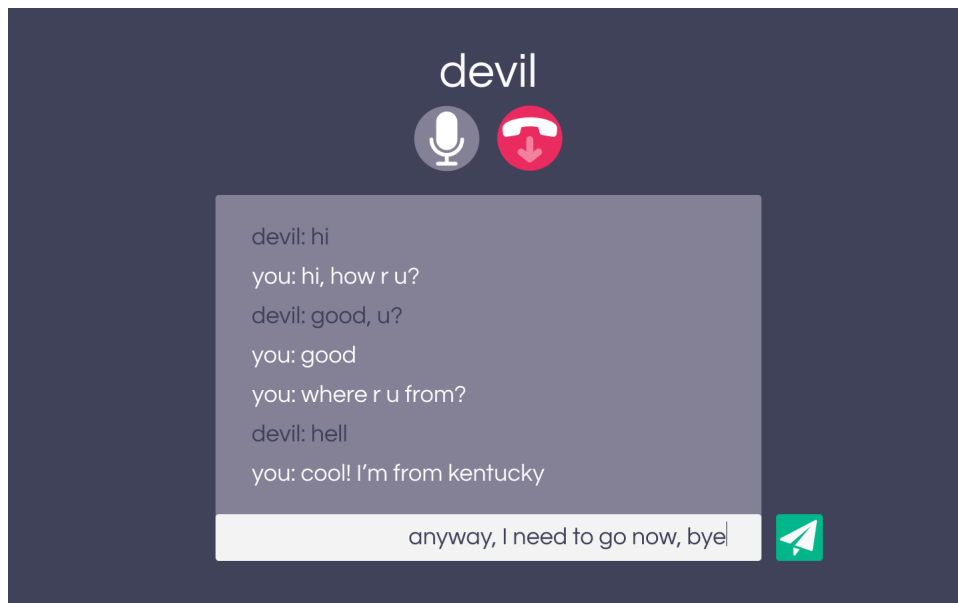 devil
devil: hi
you: hi, how r u?
devil: good, u?
you: good
you: where r u from?
devil: hell
you: cool! I'm from kentucky
anyway, I need to go now, bye